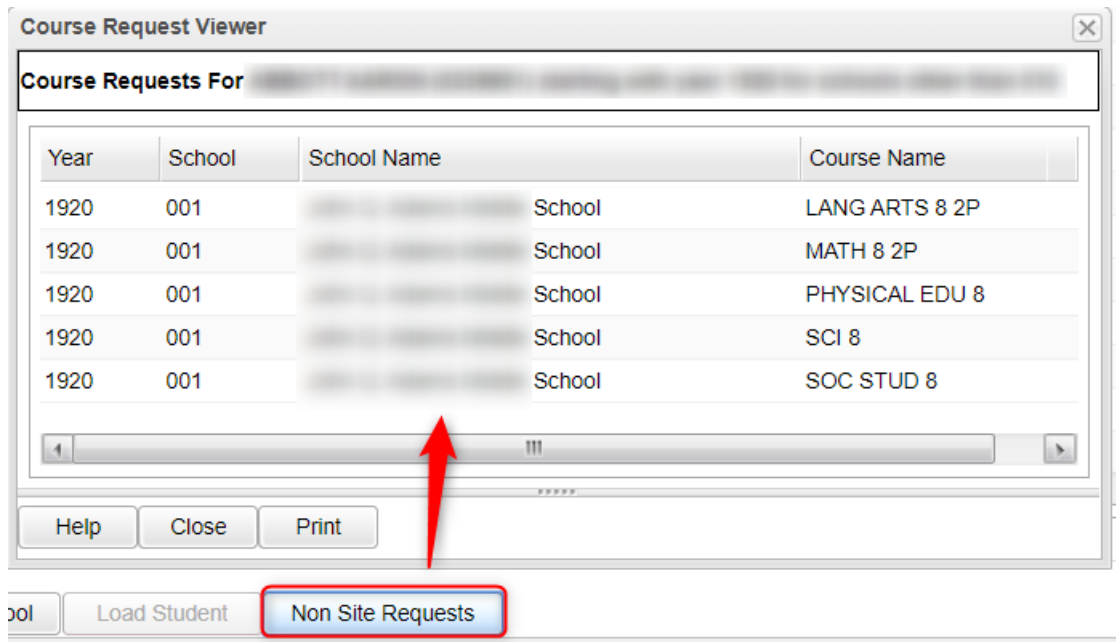 Course Request Viewer
Course Requests For
Year School School Name Course Name
1920 001 School LANG ARTS 8 2P
1920 001 School MATH 8 2P
1920 001 School PHYSICAL EDU 8
1920 001 School SCI 8
1920 001 School SOC STUD 8
Help Close Print
ool Load Student Non Site Requests